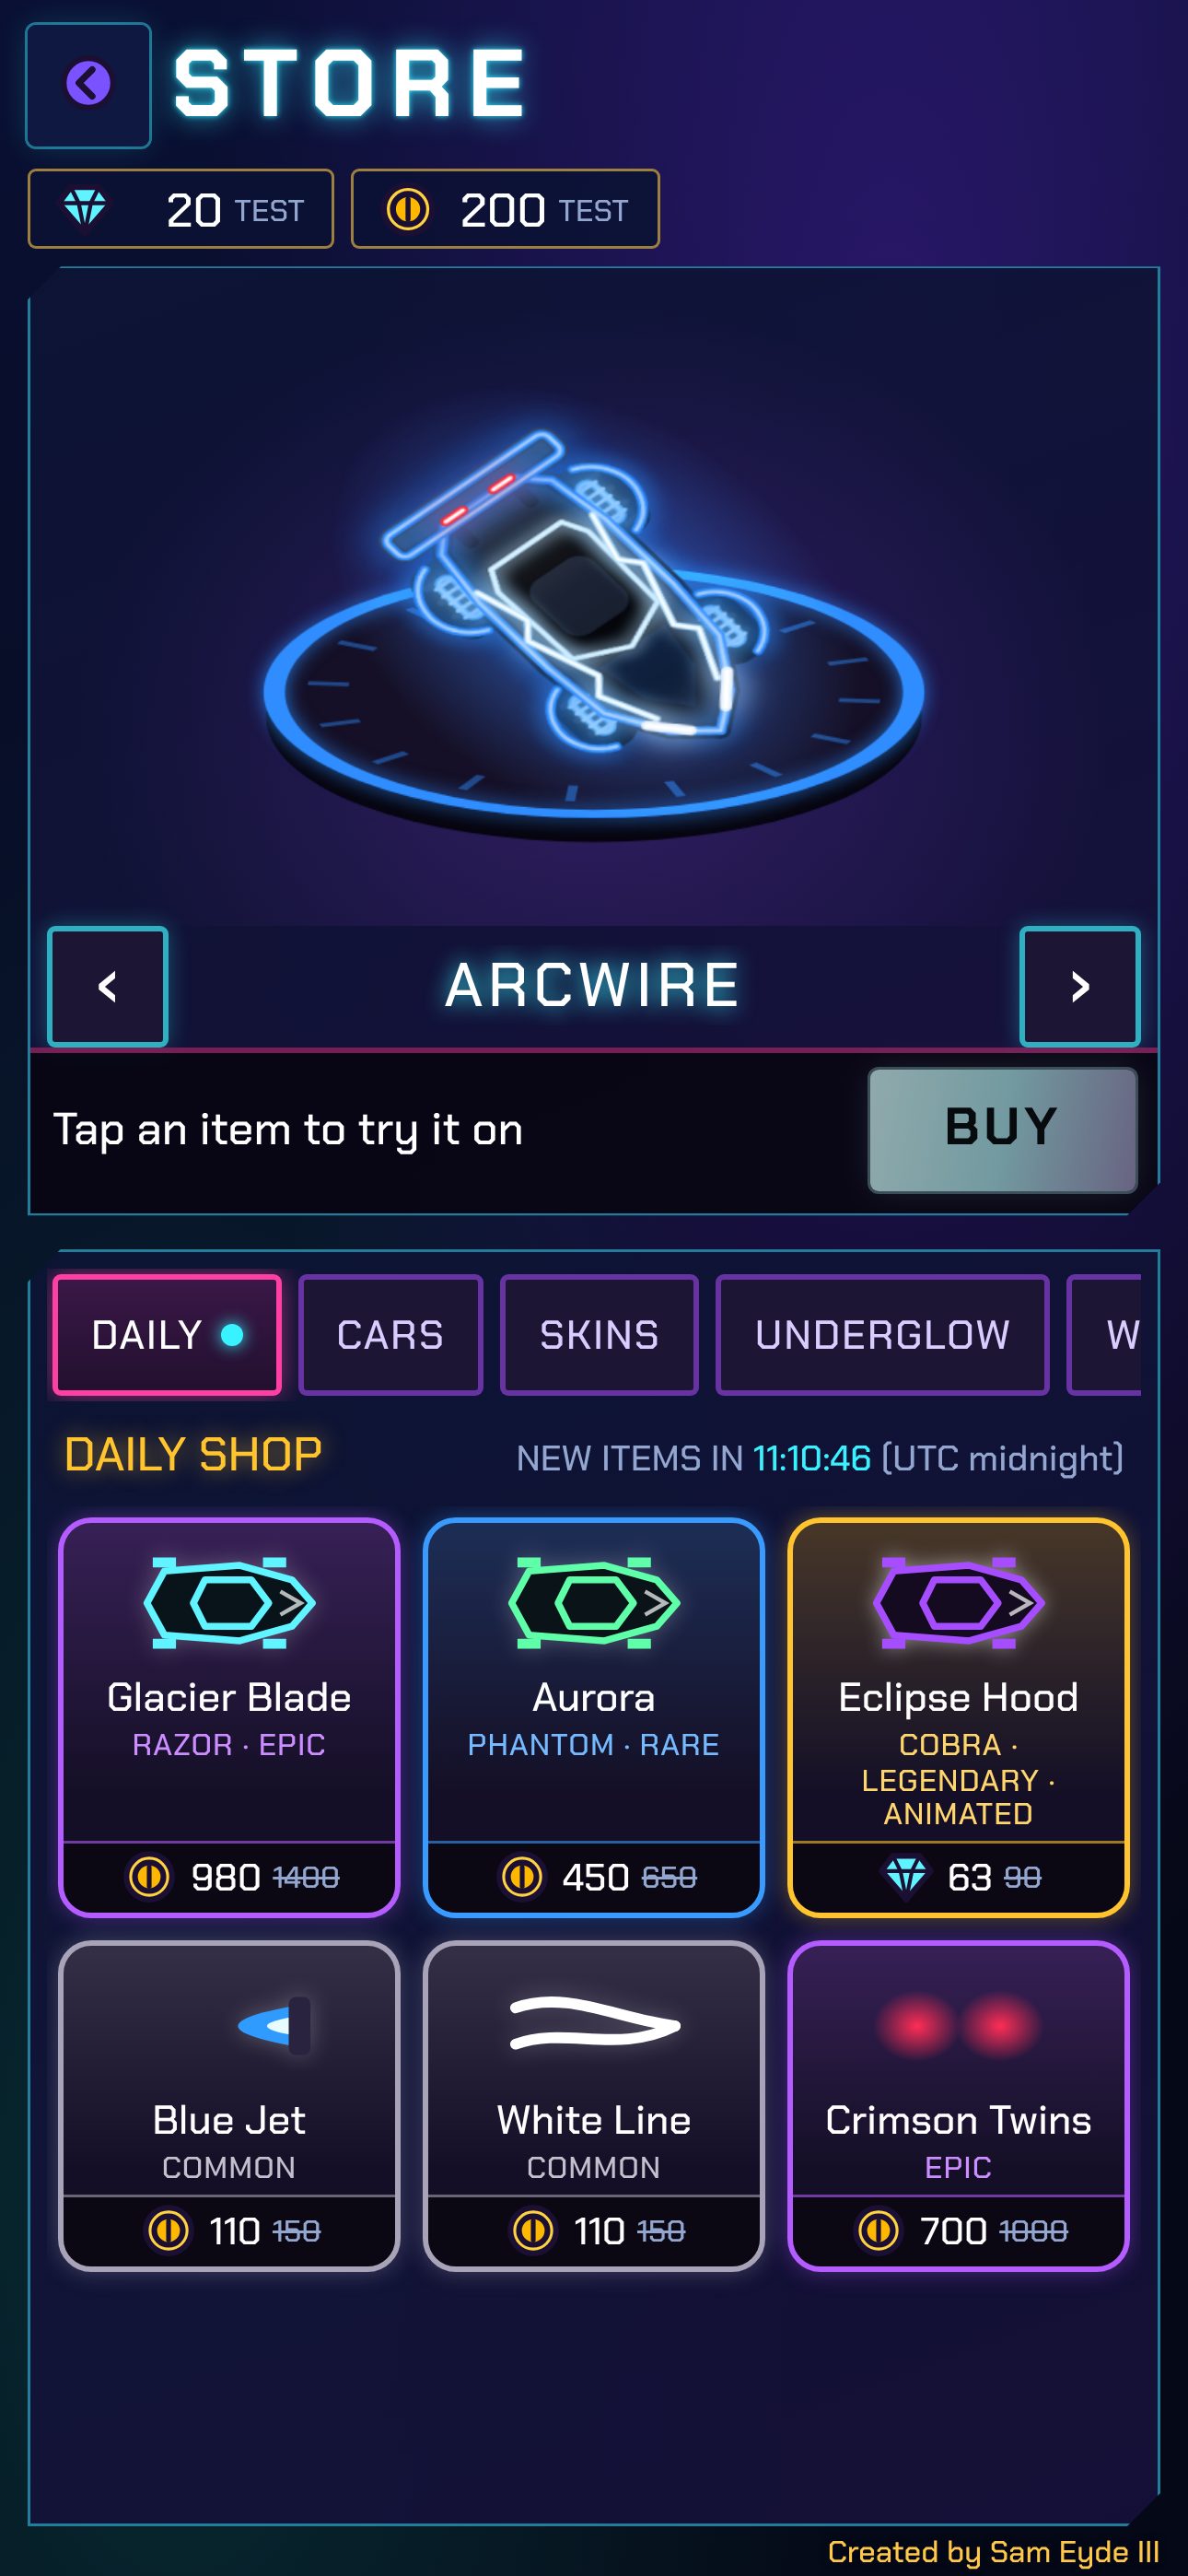 STORE
20 TEST 200 TEST
ARCWIRE
Tap an item to try it on BUY
DAILY CARS SKINS UNDERGLOW W
DAILY SHOP NEW ITEMS IN 11:10:46 (UTC midnight)
Glacier Blade
RAZOR · EPIC
980 1400
Aurora
PHANTOM · RARE
450 650
Eclipse Hood
COBRA ·
LEGENDARY ·
ANIMATED
63 90
Blue Jet
COMMON
110 150
White Line
COMMON
110 150
Crimson Twins
EPIC
700 1000
Created by Sam Eyde III